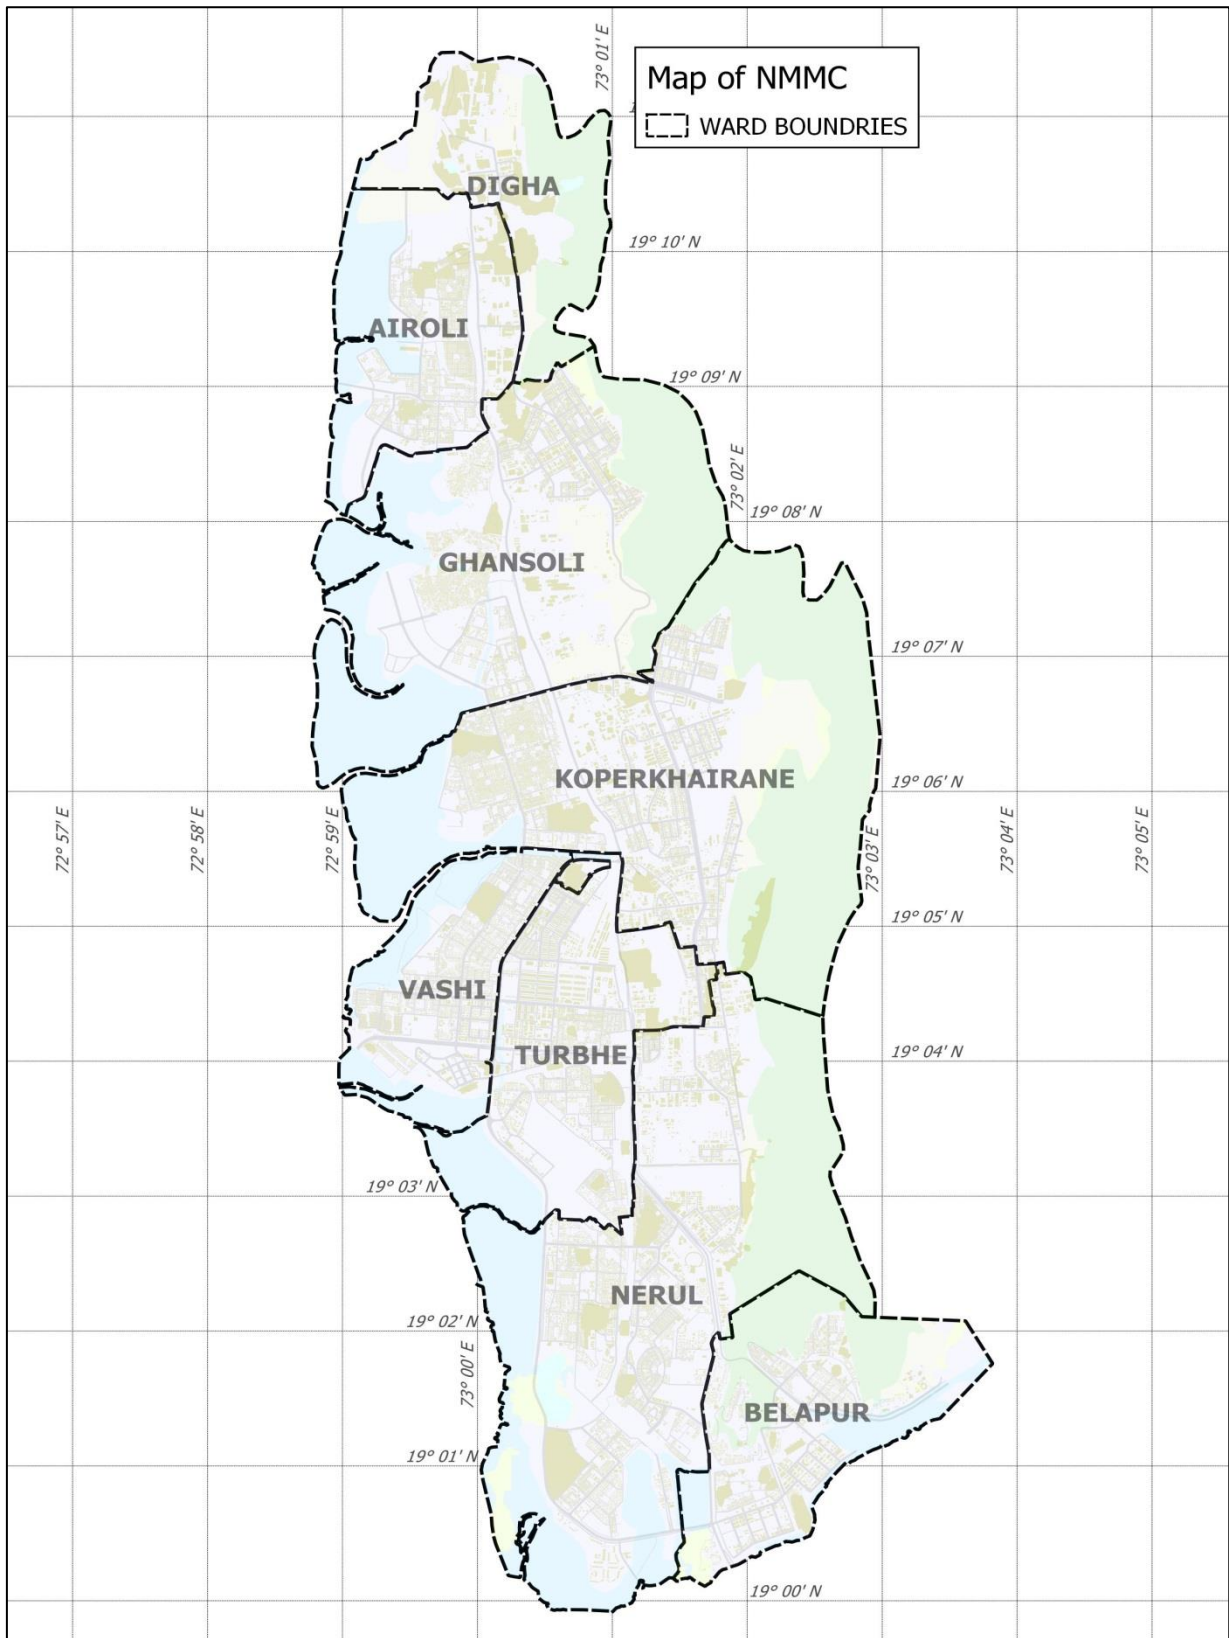 73° 01' E
Map of NMMC
WARD BOUNDRIES
DIGHA
19° 10' N
AIROLI
19° 09' N
73° 02' E
19° 08' N
GHANSOLI
19° 07' N
KOPERKHAIRANE
19° 06' N
72° 57' E
72° 58' E
72° 59' E
73° 03' E
73° 04' E
73° 05' E
19° 05' N
VASHI
TURBHE
19° 04' N
19° 03' N
NERUL
19° 02' N
73° 00' E
BELAPUR
19° 01' N
19° 00' N